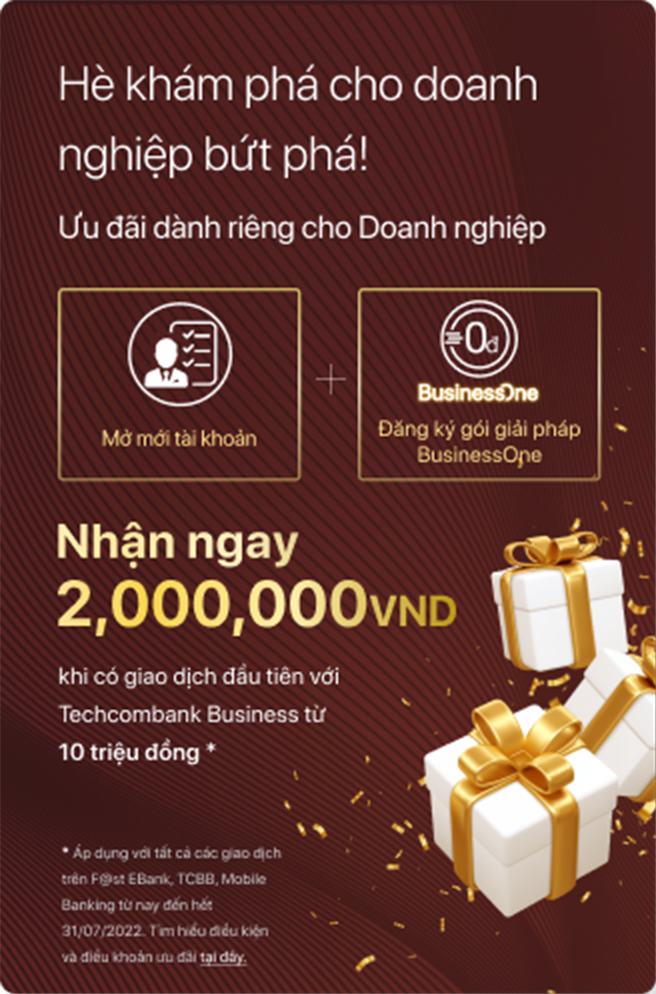 Hè khám phá cho doanh
nghiệp bứt phá!
Ưu đãi dành riêng cho Doanh nghiệp
Mở mới tài khoản
+
0đ
BusinessOne
Đăng ký gói giải pháp
BusinessOne
Nhận ngay
2,000,000VND
khi có giao dịch đầu tiên với
Techcombank Business từ
10 triệu đồng *
* Áp dụng với tất cả các giao dịch
trên F@st EBank, TCBB, Mobile
Banking từ nay đến hết
31/07/2022. Tìm hiểu điều kiện
và điều khoản ưu đãi tại đây.